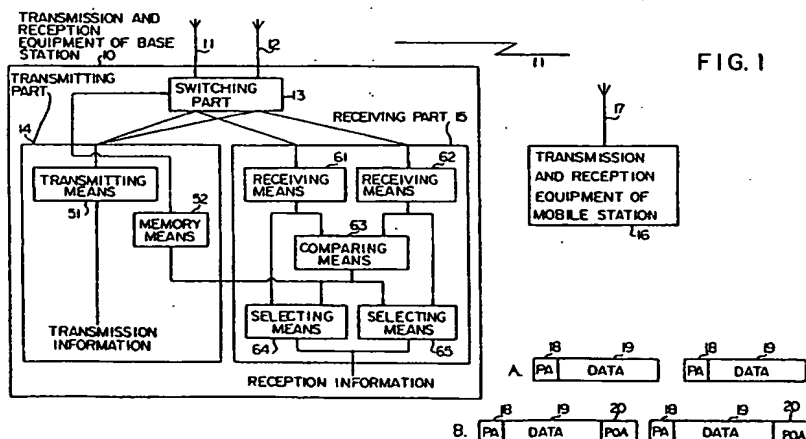 TRANSMISSION AND
RECEPTION
EQUIPMENT OF BASE
STATION
10
11
12
11
FIG. 1
TRANSMITTING
PART
SWITCHING
PART
13
RECEIVING PART 15
17
14
61
62
TRANSMITTING
MEANS
51
52
RECEIVING
MEANS
RECEIVING
MEANS
TRANSMISSION
AND RECEPTION
EQUIPMENT OF
MOBILE STATION
16
MEMORY
MEANS
63
COMPARING
MEANS
SELECTING
MEANS
64
SELECTING
MEANS
65
TRANSMISSION
INFORMATION
RECEPTION INFORMATION
18 19 18 19
A. PA DATA PA DATA
18 19 20 18 19 20
B. PA DATA POA PA DATA POA